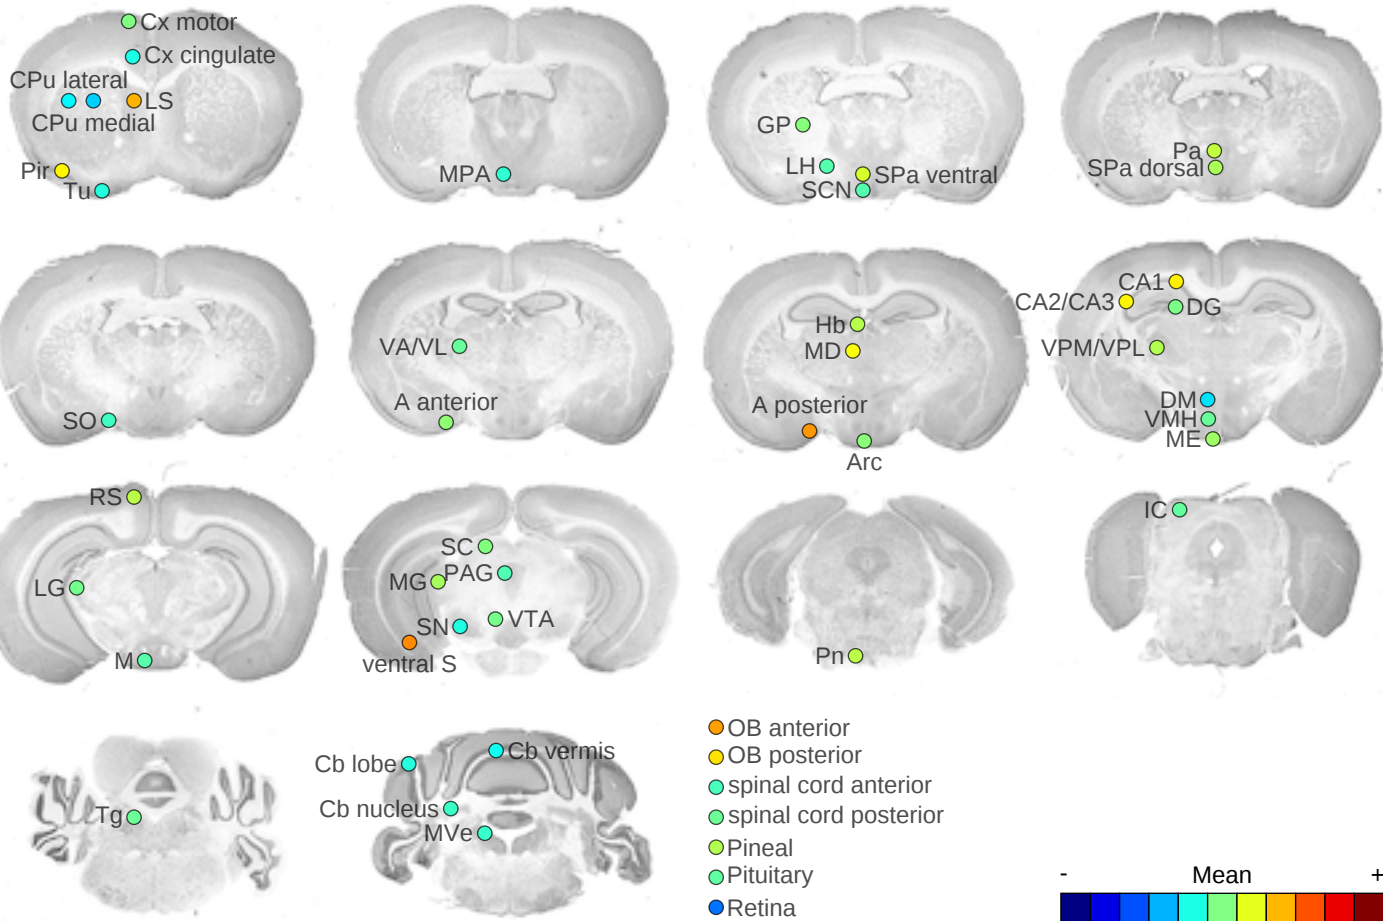 Cx motor
Cx cingulate
CPu lateral
LS
CPu medial
Pir
Tu
MPA
GP
LH
SPa ventral
SCN
Pa
SPa dorsal
SO
VA/VL
A anterior
Hb
MD
A posterior
Arc
CA1
CA2/CA3
DG
VPM/VPL
DM
VMH
ME
RS
LG
M
SC
PAG
MG
VTA
SN
ventral S
Pn
IC
Tg
Cb vermis
Cb lobe
Cb nucleus
MVe
OB anterior
OB posterior
spinal cord anterior
spinal cord posterior
Pineal
Pituitary
Retina
- Mean +